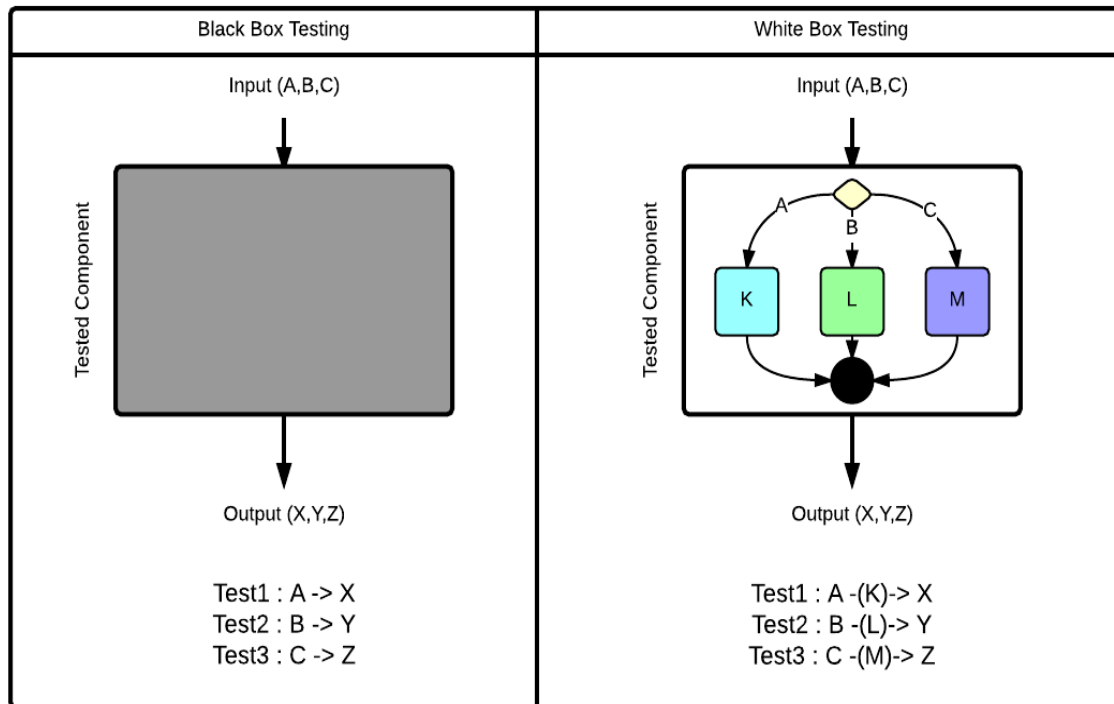 Black Box Testing
Input (A,B,C)
Tested Component
Output (X,Y,Z)
Test1 : A -> X
Test2 : B -> Y
Test3 : C -> Z
White Box Testing
Input (A,B,C)
Tested Component
A
B
C
K
L
M
Output (X,Y,Z)
Test1 : A -(K)-> X
Test2 : B -(L)-> Y
Test3 : C -(M)-> Z